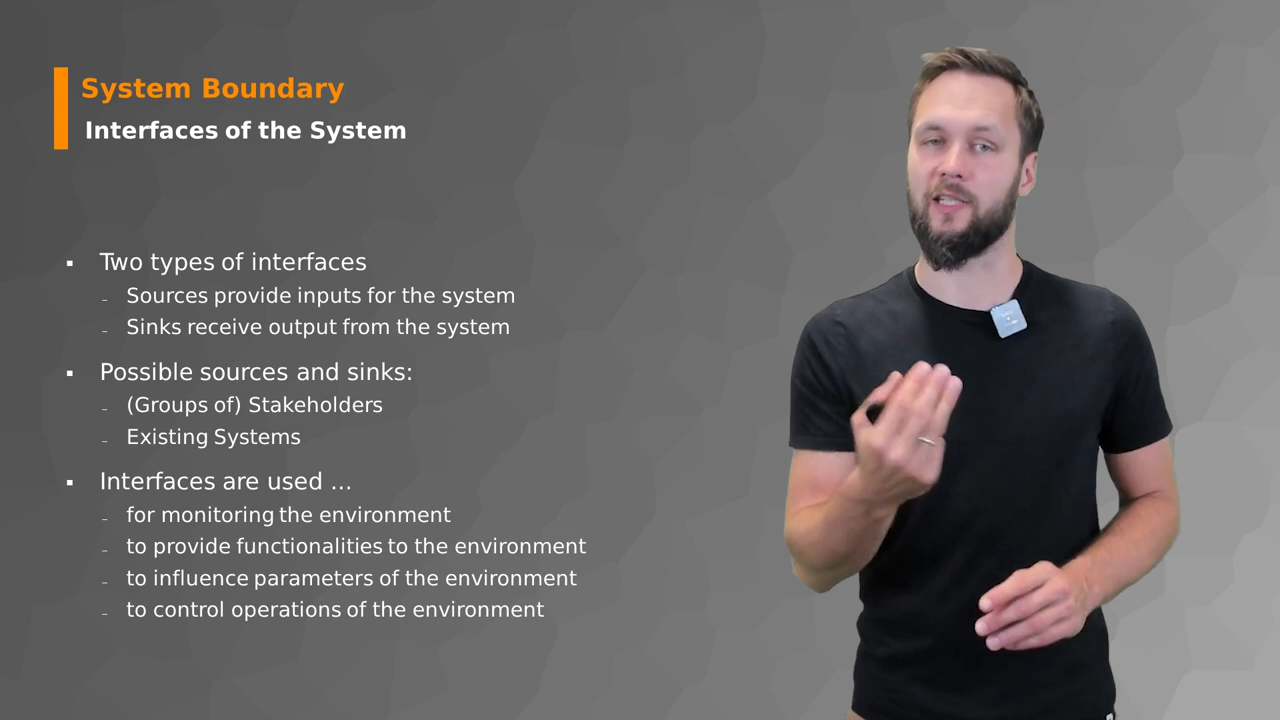 System Boundary
Interfaces of the System
▪ Two types of interfaces
– Sources provide inputs for the system
– Sinks receive output from the system
▪ Possible sources and sinks:
– (Groups of) Stakeholders
– Existing Systems
▪ Interfaces are used ...
– for monitoring the environment
– to provide functionalities to the environment
– to influence parameters of the environment
– to control operations of the environment